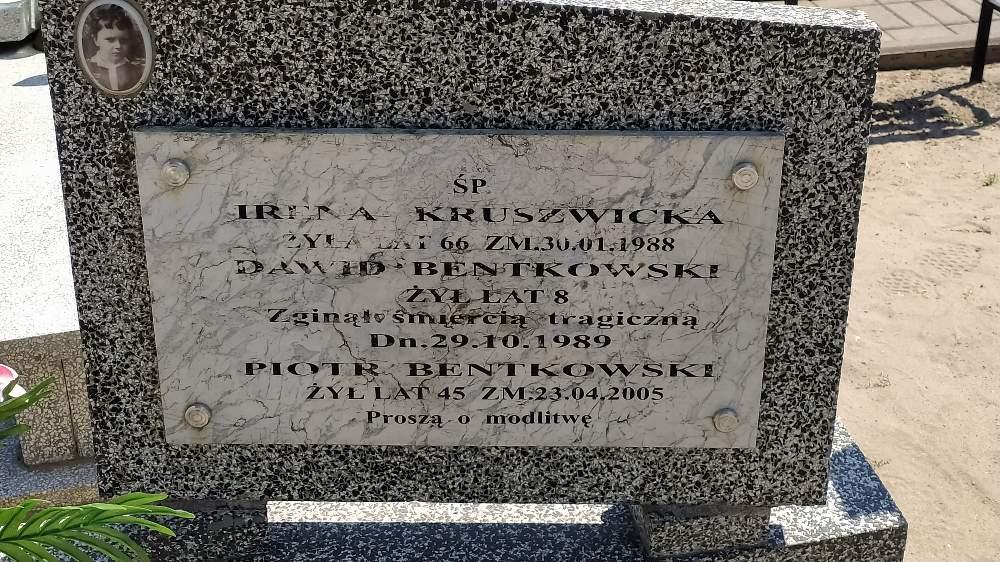 ŚP.
IRENA KRUSZWICKA
ŻYŁA LAT 66 ZM.30.01.1988
DAWID BENTKOWSKI
ŻYŁ LAT 8
Zginął śmiercią tragiczną
Dn.29.10.1989
PIOTR BENTKOWSKI
ŻYŁ LAT 45 ZM.23.04.2005
Proszą o modlitwę